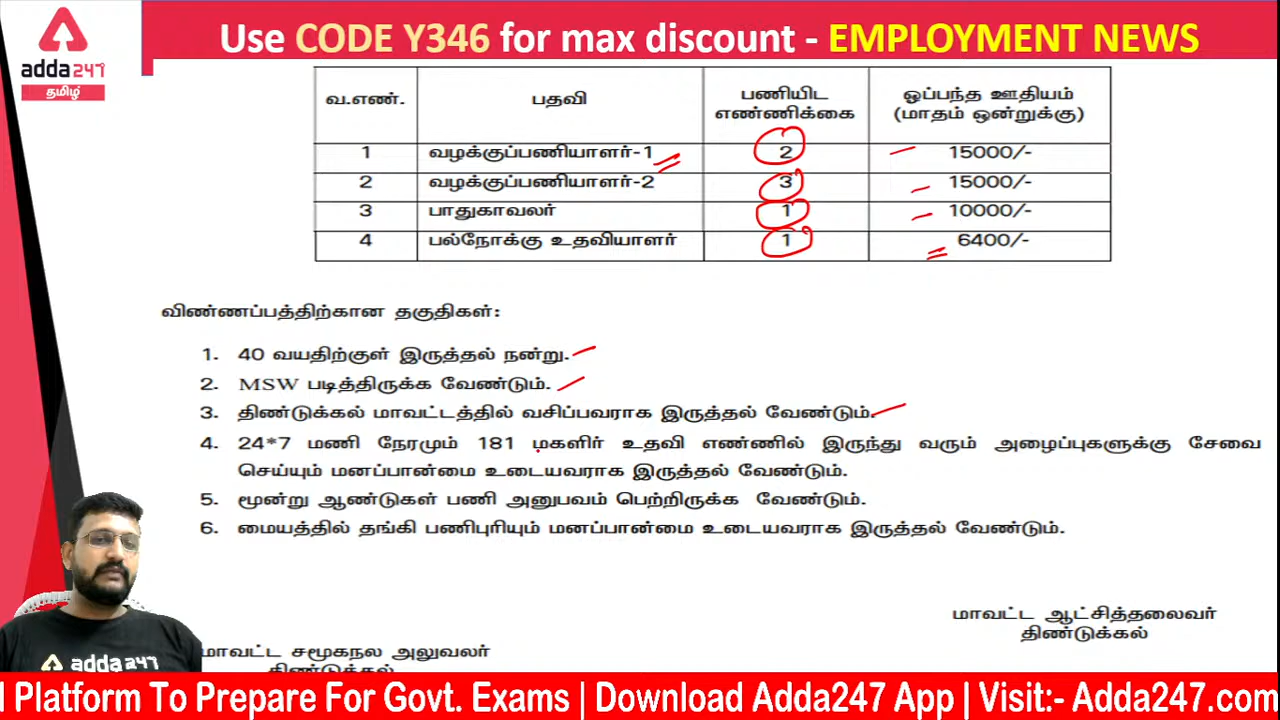 Use CODE Y346 for max discount - EMPLOYMENT NEWS
adda247
தமிழ்
வ.எண். பதவி பணியிட எண்ணிக்கை ஒப்பந்த ஊதியம் (மாதம் ஒன்றுக்கு)
1 வழக்குப்பணியாளர்-1 2 15000/-
2 வழக்குப்பணியாளர்-2 3 15000/-
3 பாதுகாவலர் 1 10000/-
4 பல்நோக்கு உதவியாளர் 1 6400/-
விண்ணப்பத்திற்கான தகுதிகள்:
1. 40 வயதிற்குள் இருத்தல் நன்று.
2. MSW படித்திருக்க வேண்டும்.
3. திண்டுக்கல் மாவட்டத்தில் வசிப்பவராக இருத்தல் வேண்டும்.
4. 24*7 மணி நேரமும் 181 மகளிர் உதவி எண்ணில் இருந்து வரும் அழைப்புகளுக்கு சேவை
செய்யும் மனப்பான்மை உடையவராக இருத்தல் வேண்டும்.
5. மூன்று ஆண்டுகள் பணி அனுபவம் பெற்றிருக்க வேண்டும்.
6. மையத்தில் தங்கி பணிபுரியும் மனப்பான்மை உடையவராக இருத்தல் வேண்டும்.
மாவட்ட ஆட்சித்தலைவர்
திண்டுக்கல்
மாவட்ட சமூகநல அலுவலர்
திண்டுக்கல்
adda247
Platform To Prepare For Govt. Exams | Download Adda247 App | Visit:- Adda247.com